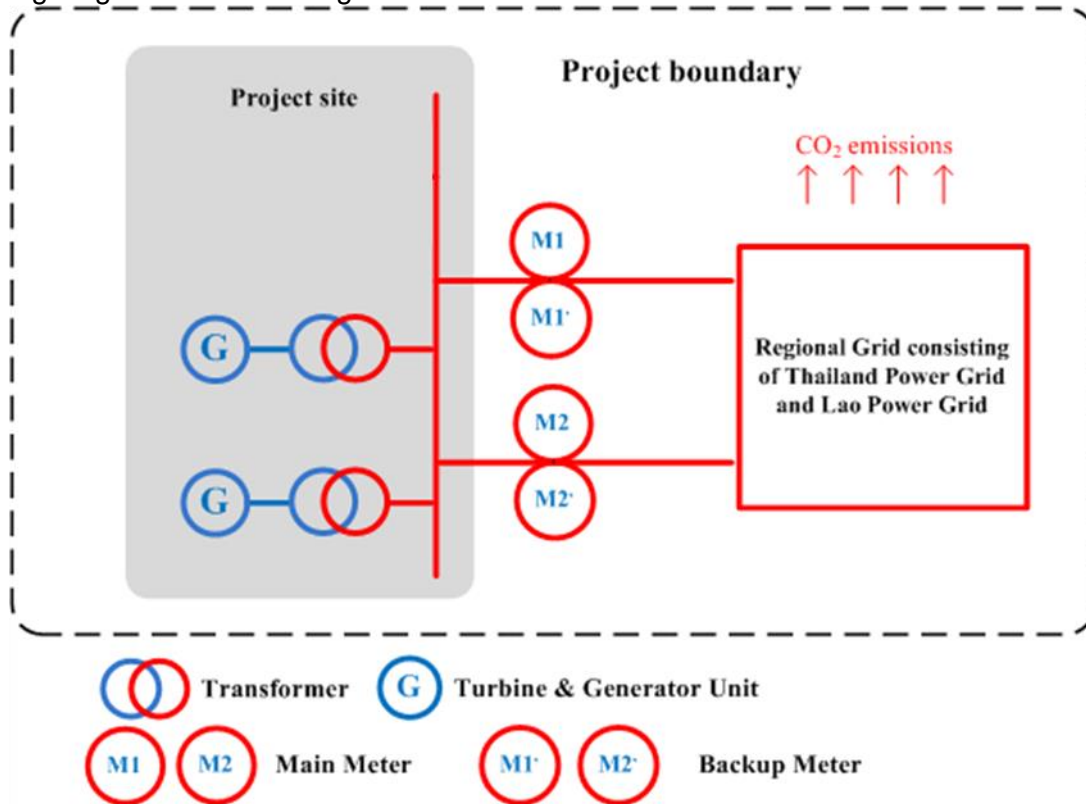 Project boundary
Project site
CO₂ emissions
M1
M1'
G
Regional Grid consisting
of Thailand Power Grid
and Lao Power Grid
M2
M2'
G
Transformer
G
Turbine & Generator Unit
M1
M2
Main Meter
M1'
M2'
Backup Meter